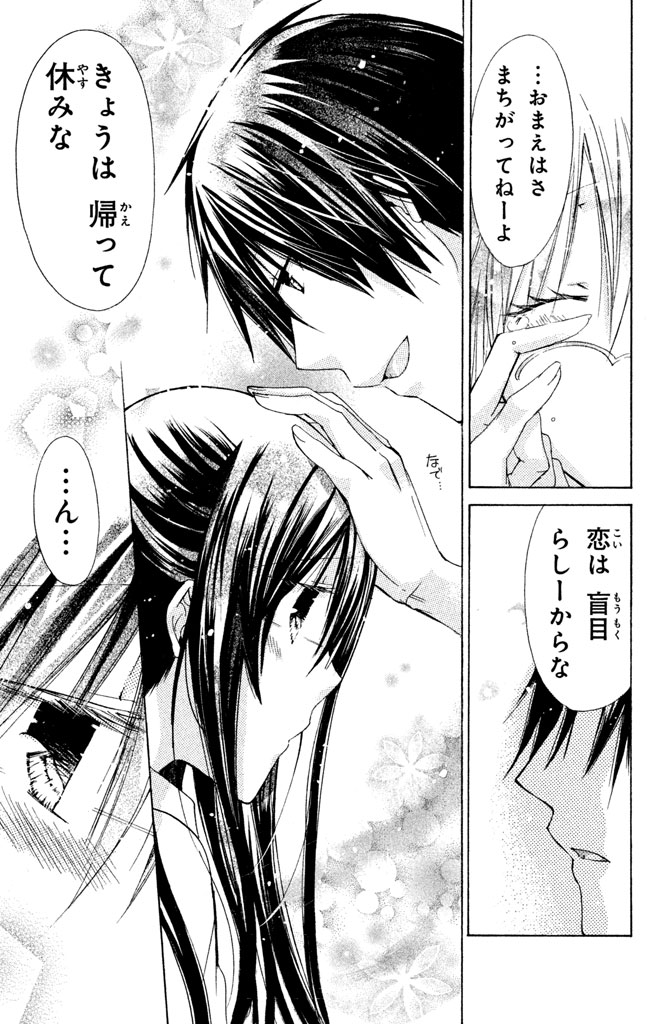 …おまえはさ
まちがってねーよ
恋は 盲目
らしーからな
きょうは 帰って
休みな
なで…
…ん…